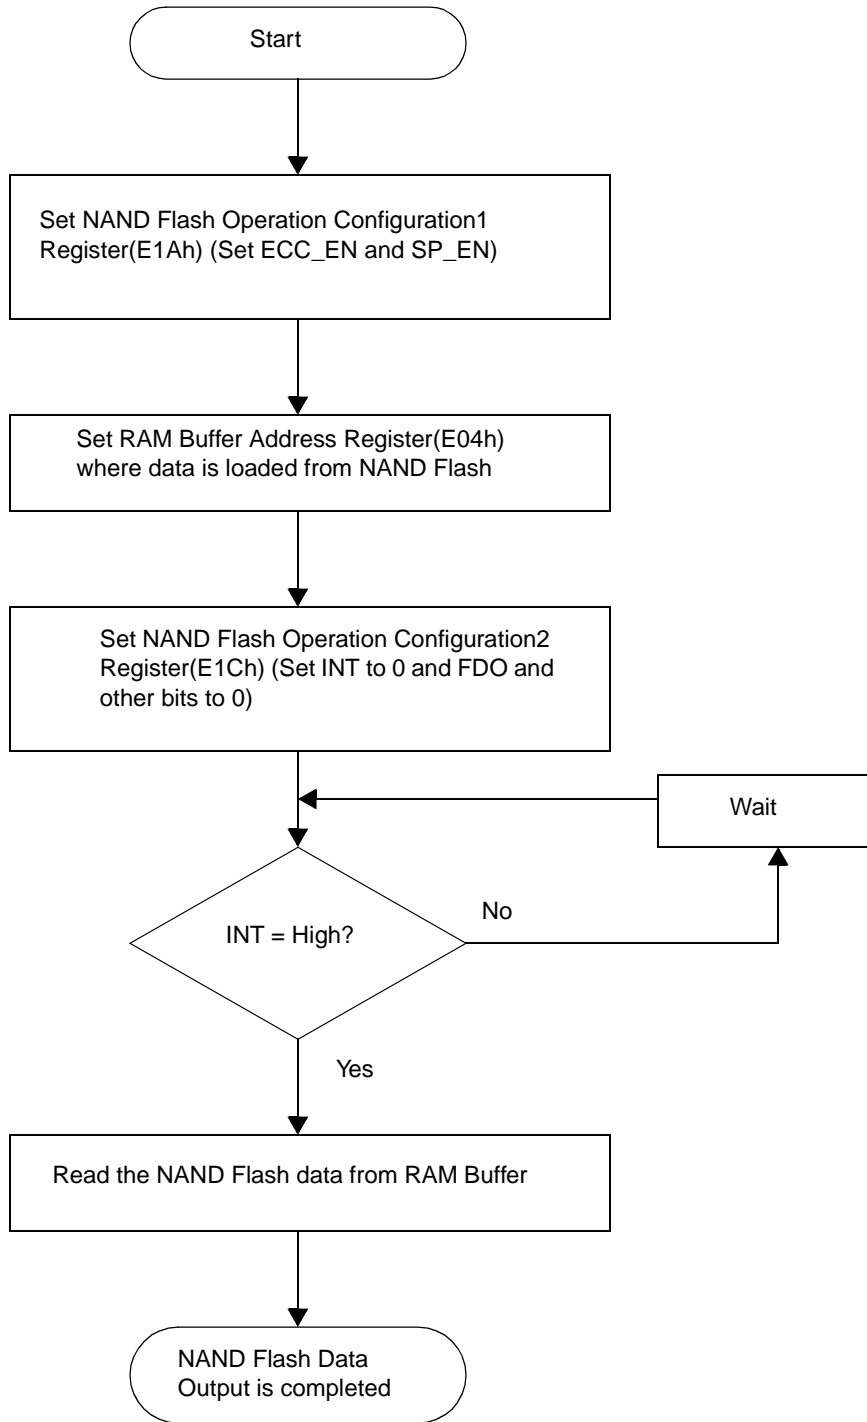 Start
Set NAND Flash Operation Configuration1
Register(E1Ah) (Set ECC_EN and SP_EN)
Set RAM Buffer Address Register(E04h)
where data is loaded from NAND Flash
Set NAND Flash Operation Configuration2
Register(E1Ch) (Set INT to 0 and FDO and
other bits to 0)
Wait
INT = High?
No
Yes
Read the NAND Flash data from RAM Buffer
NAND Flash Data
Output is completed